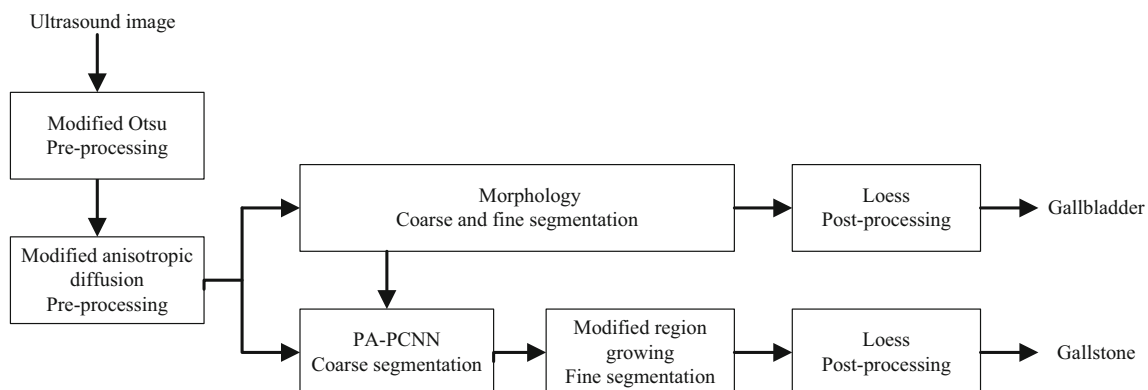 Ultrasound image
Modified Otsu
Pre-processing
Modified anisotropic
diffusion
Pre-processing
Morphology
Coarse and fine segmentation
Loess
Post-processing
Gallbladder
PA-PCNN
Coarse segmentation
Modified region
growing
Fine segmentation
Loess
Post-processing
Gallstone